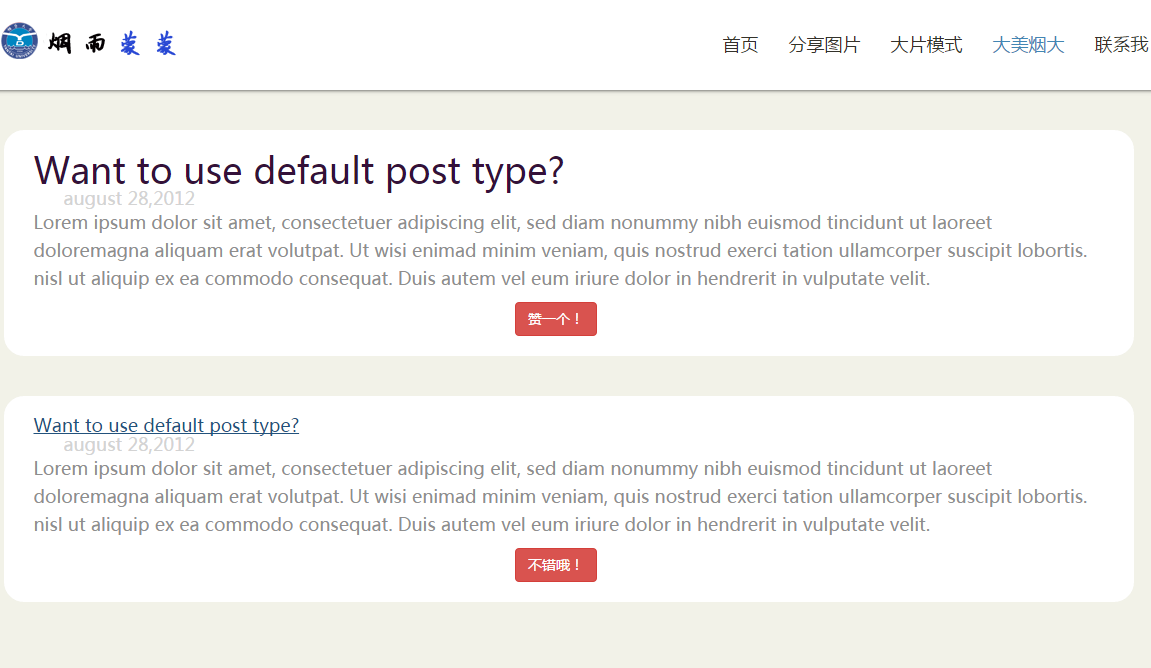 烟 雨 蒙 蒙
首页 分享图片 大片模式 大美烟大 联系我
Want to use default post type?
august 28,2012
Lorem ipsum dolor sit amet, consectetuer adipiscing elit, sed diam nonummy nibh euismod tincidunt ut laoreet
doloremagna aliquam erat volutpat. Ut wisi enimad minim veniam, quis nostrud exerci tation ullamcorper suscipit lobortis.
nisl ut aliquip ex ea commodo consequat. Duis autem vel eum iriure dolor in hendrerit in vulputate velit.
赞一个！
Want to use default post type?
august 28,2012
Lorem ipsum dolor sit amet, consectetuer adipiscing elit, sed diam nonummy nibh euismod tincidunt ut laoreet
doloremagna aliquam erat volutpat. Ut wisi enimad minim veniam, quis nostrud exerci tation ullamcorper suscipit lobortis.
nisl ut aliquip ex ea commodo consequat. Duis autem vel eum iriure dolor in hendrerit in vulputate velit.
不错哦！